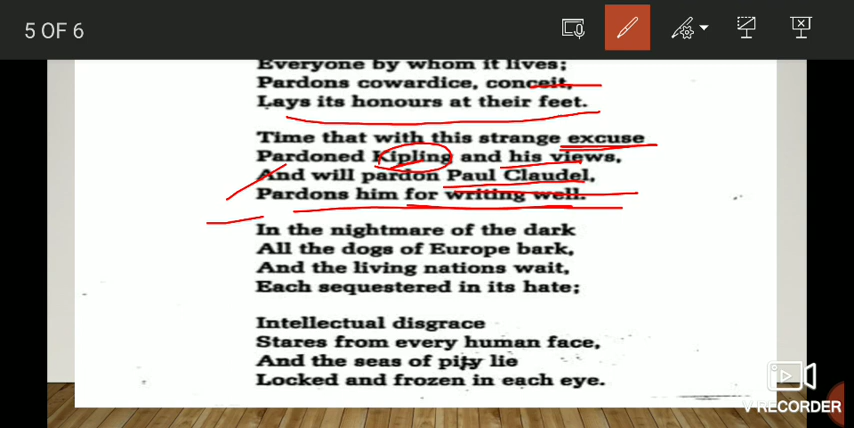 5 OF 6
Everyone by whom it lives;
Pardons cowardice, conceit,
Lays its honours at their feet.
Time that with this strange excuse
Pardoned Kipling and his views,
And will pardon Paul Claudel,
Pardons him for writing well.
In the nightmare of the dark
All the dogs of Europe bark,
And the living nations wait,
Each sequestered in its hate;
Intellectual disgrace
Stares from every human face,
And the seas of pity lie
Locked and frozen in each eye.
V RECORDER